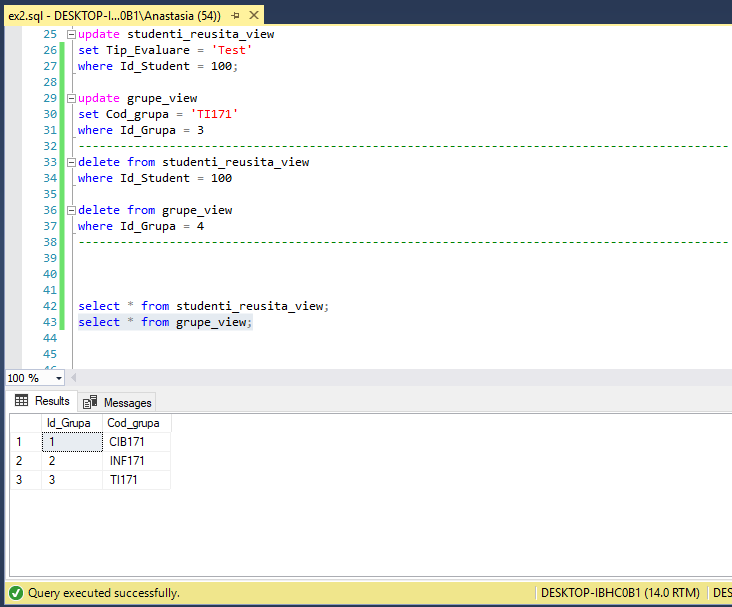 ex2.sql - DESKTOP-I...0B1\Anastasia (54))
25 update studenti_reusita_view
26 set Tip_Evaluare = 'Test'
27 where Id_Student = 100;
28
29 update grupe_view
30 set Cod_grupa = 'TI171'
31 where Id_Grupa = 3
32 --------------------------------------------------------------------------------
33 delete from studenti_reusita_view
34 where Id_Student = 100
35
36 delete from grupe_view
37 where Id_Grupa = 4
38 --------------------------------------------------------------------------------
39
40
41
42 select * from studenti_reusita_view;
43 select * from grupe_view;
44
45
46
100 %
Results Messages
Id_Grupa Cod_grupa
1 1 CIB171
2 2 INF171
3 3 TI171
Query executed successfully. DESKTOP-IBHC0B1 (14.0 RTM) DES